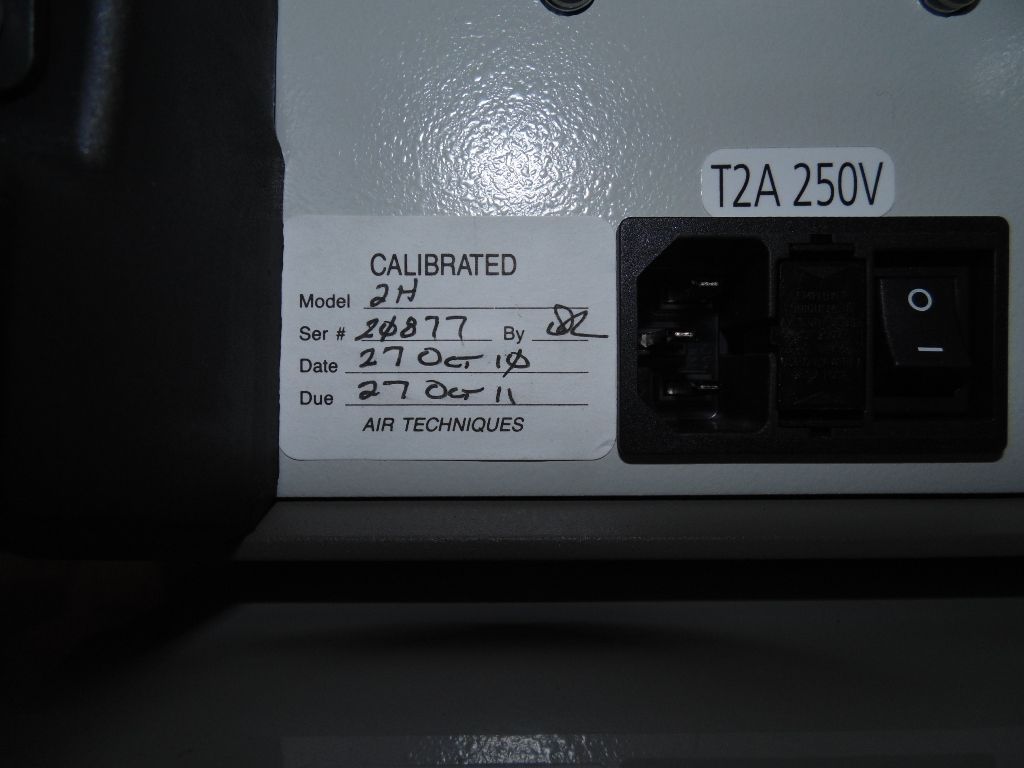 T2A 250V
CALIBRATED
Model 2H
Ser # 20877 By
Date 27 Oct 10
Due 27 Oct 11
AIR TECHNIQUES
O